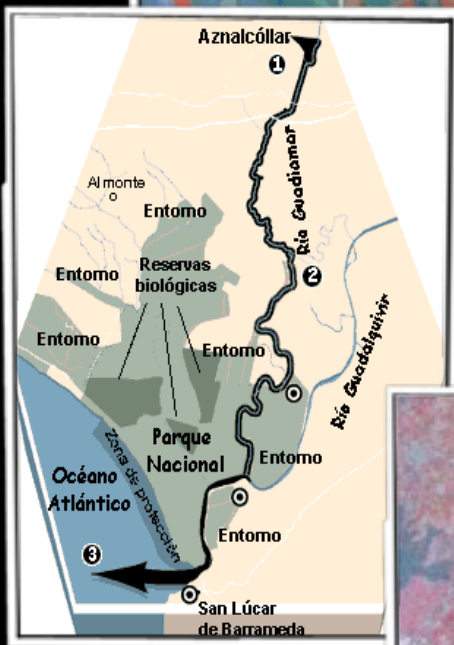 Aznalcóllar
1
Río Guadiamar
Almonte
Entorno
Reservas
biológicas
Entorno
2
Entorno
Entorno
Río Guadalquivir
Parque
Nacional
Entorno
Zona de protección
Océano
Atlántico
Entorno
3
San Lúcar
de Barrameda